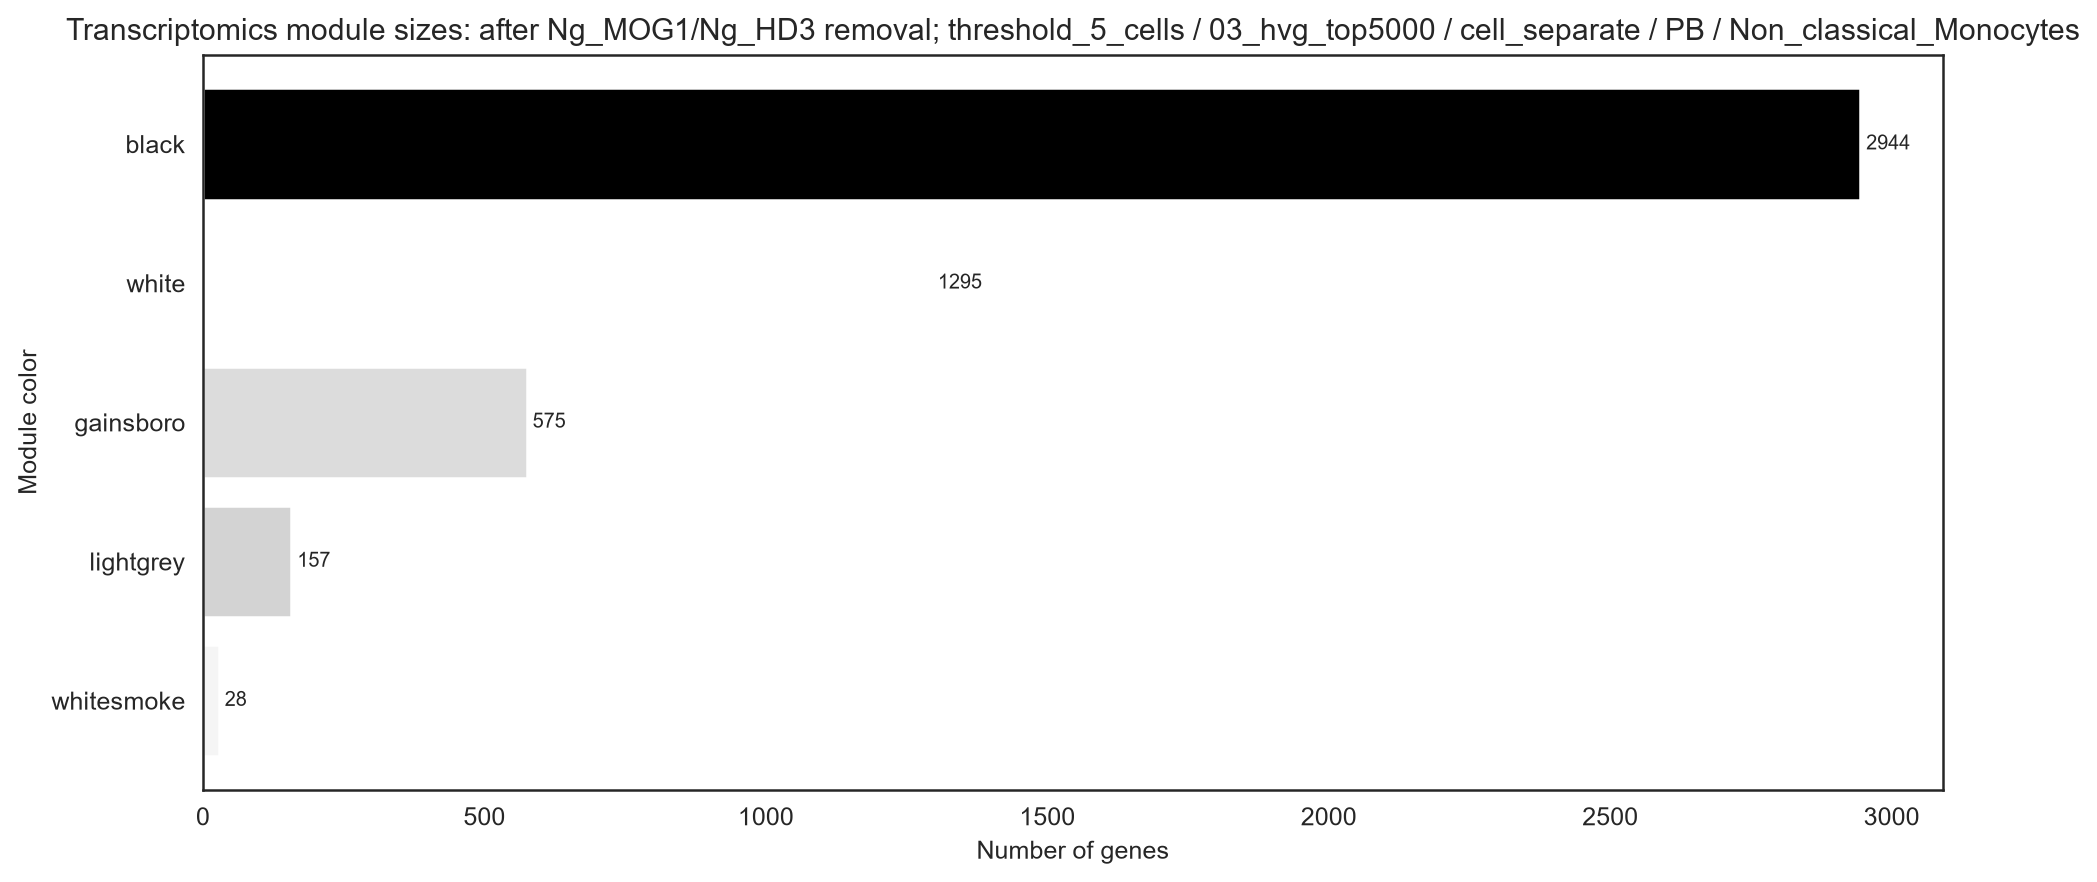 Transcriptomics module sizes: after Ng_MOG1/Ng_HD3 removal; threshold_5_cells / 03_hvg_top5000 / cell_separate / PB / Non_classical_Monocytes
Module color
black
2944
white
1295
gainsboro
575
lightgrey
157
whitesmoke
28
0 500 1000 1500 2000 2500 3000
Number of genes